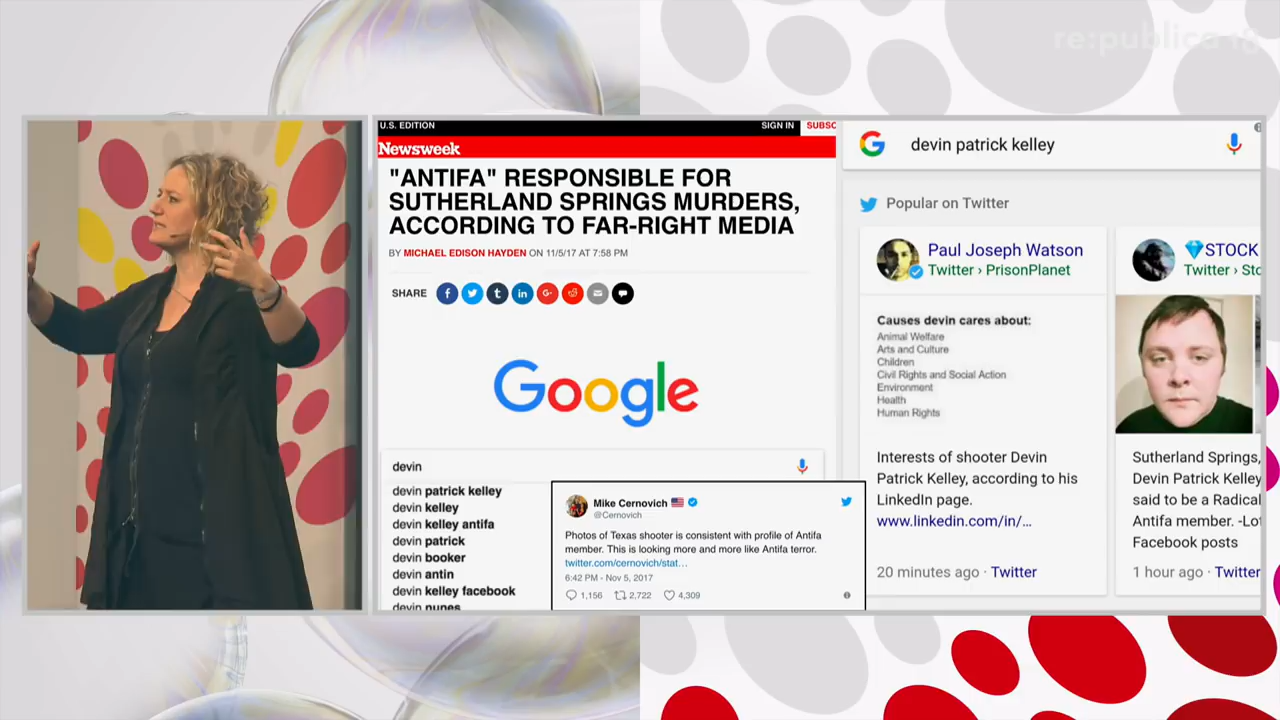 re:publica 18
U.S. EDITION
SIGN IN
SUBSC
Newsweek
"ANTIFA" RESPONSIBLE FOR
SUTHERLAND SPRINGS MURDERS,
ACCORDING TO FAR-RIGHT MEDIA
BY MICHAEL EDISON HAYDEN ON 11/5/17 AT 7:58 PM
SHARE
Google
devin
devin patrick kelley
devin kelley
devin kelley antifa
devin patrick
devin booker
devin antin
devin kelley facebook
devin nunes
Mike Cernovich
@Cernovich
Photos of Texas shooter is consistent with profile of Antifa
member. This is looking more and more like Antifa terror.
twitter.com/cernovich/stat…
6:42 PM - Nov 5, 2017
1,156 2,722 4,309
devin patrick kelley
Popular on Twitter
Paul Joseph Watson
Twitter › PrisonPlanet
Causes devin cares about:
Animal Welfare
Arts and Culture
Children
Civil Rights and Social Action
Environment
Health
Human Rights
Interests of shooter Devin
Patrick Kelley, according to his
LinkedIn page.
www.linkedin.com/in/…
20 minutes ago · Twitter
STOCK
Twitter › Sto
Sutherland Springs,
Devin Patrick Kelley
said to be a Radical
Antifa member. -Lot
Facebook posts
1 hour ago · Twitter